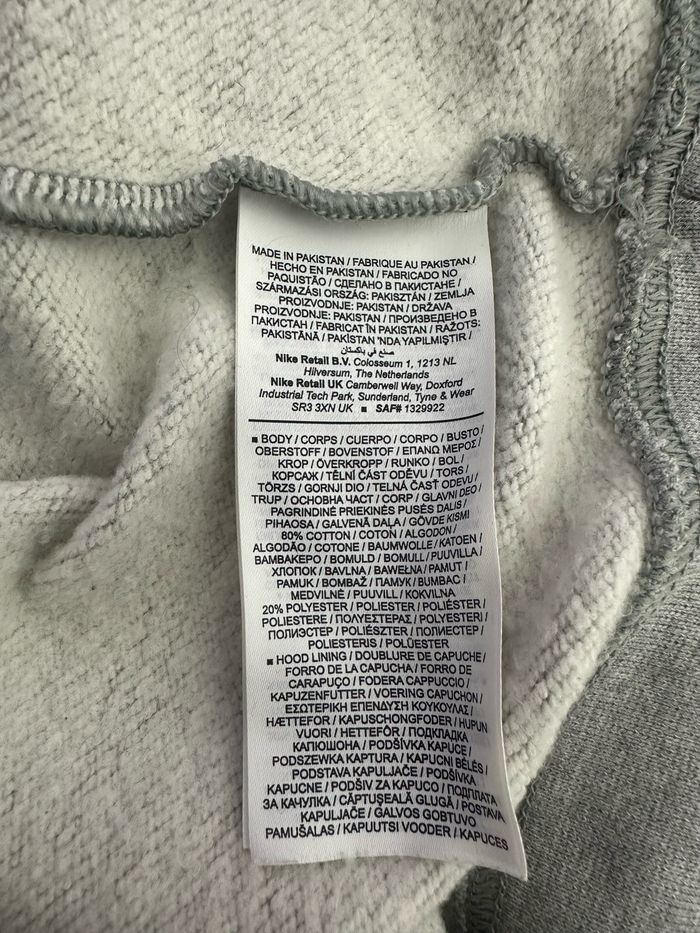 MADE IN PAKISTAN / FABRIQUE AU PAKISTAN /
HECHO EN PAKISTAN / FABRICADO NO
PAQUISTÃO / СДЕЛАНО В ПАКИСТАНЕ /
SZÁRMAZÁSI ORSZÁG: PAKISZTÁN / ZEMLJA
PROIZVODNJE: PAKISTAN / DRŽAVA
PROIZVODNJE: PAKISTAN / ПРОИЗВЕДЕНО В
ПАКИСТАН / FABRICAT ÎN PAKISTAN / RAŽOTS:
PAKISTĀNĀ / PAKISTAN 'NDA YAPILMIŞTIR /
صنع في باكستان
Nike Retail B.V. Colosseum 1, 1213 NL
Hilversum, The Netherlands
Nike Retail UK Camberwell Way, Doxford
Industrial Tech Park, Sunderland, Tyne & Wear
SR3 3XN UK ■ SAF# 1329922
■ BODY / CORPS / CUERPO / CORPO / BUSTO /
OBERSTOFF / BOVENSTOF / ΕΠΑΝΩ ΜΕΡΟΣ /
KROP / ÖVERKROPP / RUNKO / BOL /
КОРСАЖ / TĚLNÍ ČÁST ODĚVU / TORS /
TÖRZS / GORNJI DIO / TELNÁ ČASŤ ODEVU /
TRUP / ОСНОВНА ЧАСТ / CORP / GLAVNI DEO /
PAGRINDINĖ PRIEKINĖS PUSĖS DALIS /
PIHAOSA / GALVENĀ DAĻA / GÖVDE KISMI
80% COTTON / COTON / ALGODÓN /
ALGODÃO / COTONE / BAUMWOLLE / KATOEN /
ΒΑΜΒΑΚΕΡΟ / BOMULD / BOMULL / PUUVILLA /
ХЛОПОК / BAVLNA / BAWEŁNA / PAMUT /
PAMUK / BOMBAŽ / ПАМУК / BUMBAC /
MEDVILNĖ / PUUVILL / KOKVILNA
20% POLYESTER / POLIESTER / POLIÉSTER /
POLIESTERE / ΠΟΛΥΕΣΤΕΡΑΣ / POLYESTERI /
ПОЛИЭСТЕР / POLIÉSZTER / ПОЛИЕСТЕР /
POLIESTERIS / POLÜESTER
■ HOOD LINING / DOUBLURE DE CAPUCHE /
FORRO DE LA CAPUCHA / FORRO DE
CARAPUÇO / FODERA CAPPUCCIO /
KAPUZENFUTTER / VOERING CAPUCHON /
ΕΣΩΤΕΡΙΚΗ ΕΠΕΝΔΥΣΗ ΚΟΥΚΟΥΛΑΣ /
HÆTTEFOR / KAPUSCHONGFODER / HUPUN
VUORI / HETTEFÔR / ПОДКЛАДКА
КАПЮШОНА / PODŠÍVKA KAPUCE /
PODSZEWKA KAPTURA / KAPUCNI BÉLÉS /
PODSTAVA KAPULJAČE / PODŠÍVKA
KAPUCNE / PODŠIV ZA KAPUCO / ПОДПЛАТА
ЗА КАЧУЛКА / CĂPTUŞEALĂ GLUGĂ / POSTAVA
KAPULJAČE / GALVOS GOBTUVO
PAMUŠALAS / KAPUUTSI VOODER / KAPUCES